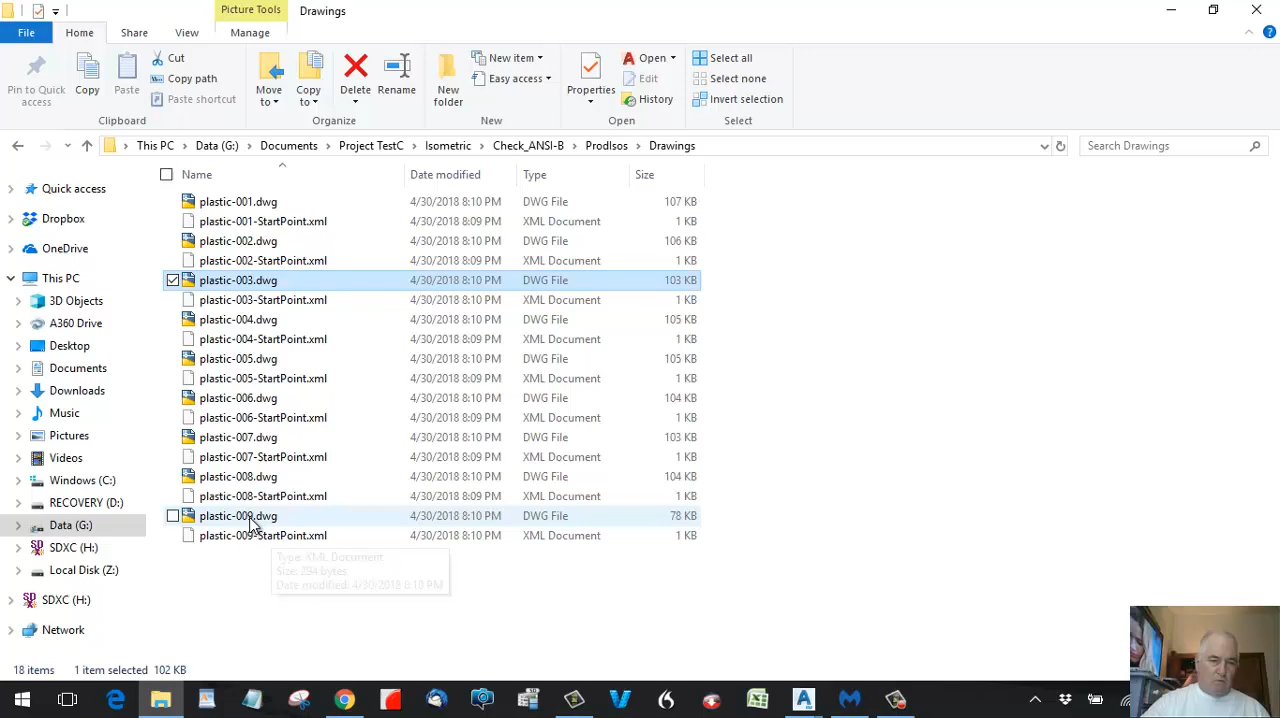 Picture Tools
Drawings
File
Home
Share
View
Manage
Pin to Quick
access
Copy
Paste
Cut
Copy path
Paste shortcut
Clipboard
Move
to
Copy
to
Delete
Rename
Organize
New
folder
New item
Easy access
New
Properties
Open
Edit
History
Open
Select all
Select none
Invert selection
Select
This PC > Data (G:) > Documents > Project TestC > Isometric > Check_ANSI-B > ProdIsos > Drawings
Search Drawings
Name Date modified Type Size
Quick access
Dropbox
OneDrive
This PC
3D Objects
A360 Drive
Desktop
Documents
Downloads
Music
Pictures
Videos
Windows (C:)
RECOVERY (D:)
Data (G:)
SDXC (H:)
Local Disk (Z:)
SDXC (H:)
Network
plastic-001.dwg 4/30/2018 8:10 PM DWG File 107 KB
plastic-001-StartPoint.xml 4/30/2018 8:09 PM XML Document 1 KB
plastic-002.dwg 4/30/2018 8:10 PM DWG File 106 KB
plastic-002-StartPoint.xml 4/30/2018 8:09 PM XML Document 1 KB
plastic-003.dwg 4/30/2018 8:10 PM DWG File 103 KB
plastic-003-StartPoint.xml 4/30/2018 8:09 PM XML Document 1 KB
plastic-004.dwg 4/30/2018 8:10 PM DWG File 105 KB
plastic-004-StartPoint.xml 4/30/2018 8:09 PM XML Document 1 KB
plastic-005.dwg 4/30/2018 8:10 PM DWG File 105 KB
plastic-005-StartPoint.xml 4/30/2018 8:09 PM XML Document 1 KB
plastic-006.dwg 4/30/2018 8:10 PM DWG File 104 KB
plastic-006-StartPoint.xml 4/30/2018 8:09 PM XML Document 1 KB
plastic-007.dwg 4/30/2018 8:10 PM DWG File 103 KB
plastic-007-StartPoint.xml 4/30/2018 8:09 PM XML Document 1 KB
plastic-008.dwg 4/30/2018 8:10 PM DWG File 104 KB
plastic-008-StartPoint.xml 4/30/2018 8:09 PM XML Document 1 KB
plastic-009.dwg 4/30/2018 8:10 PM DWG File 78 KB
plastic-009-StartPoint.xml 4/30/2018 8:10 PM XML Document 1 KB
Type: XML Document
Size: 294 bytes
Date modified: 4/30/2018 8:10 PM
18 items 1 item selected 102 KB